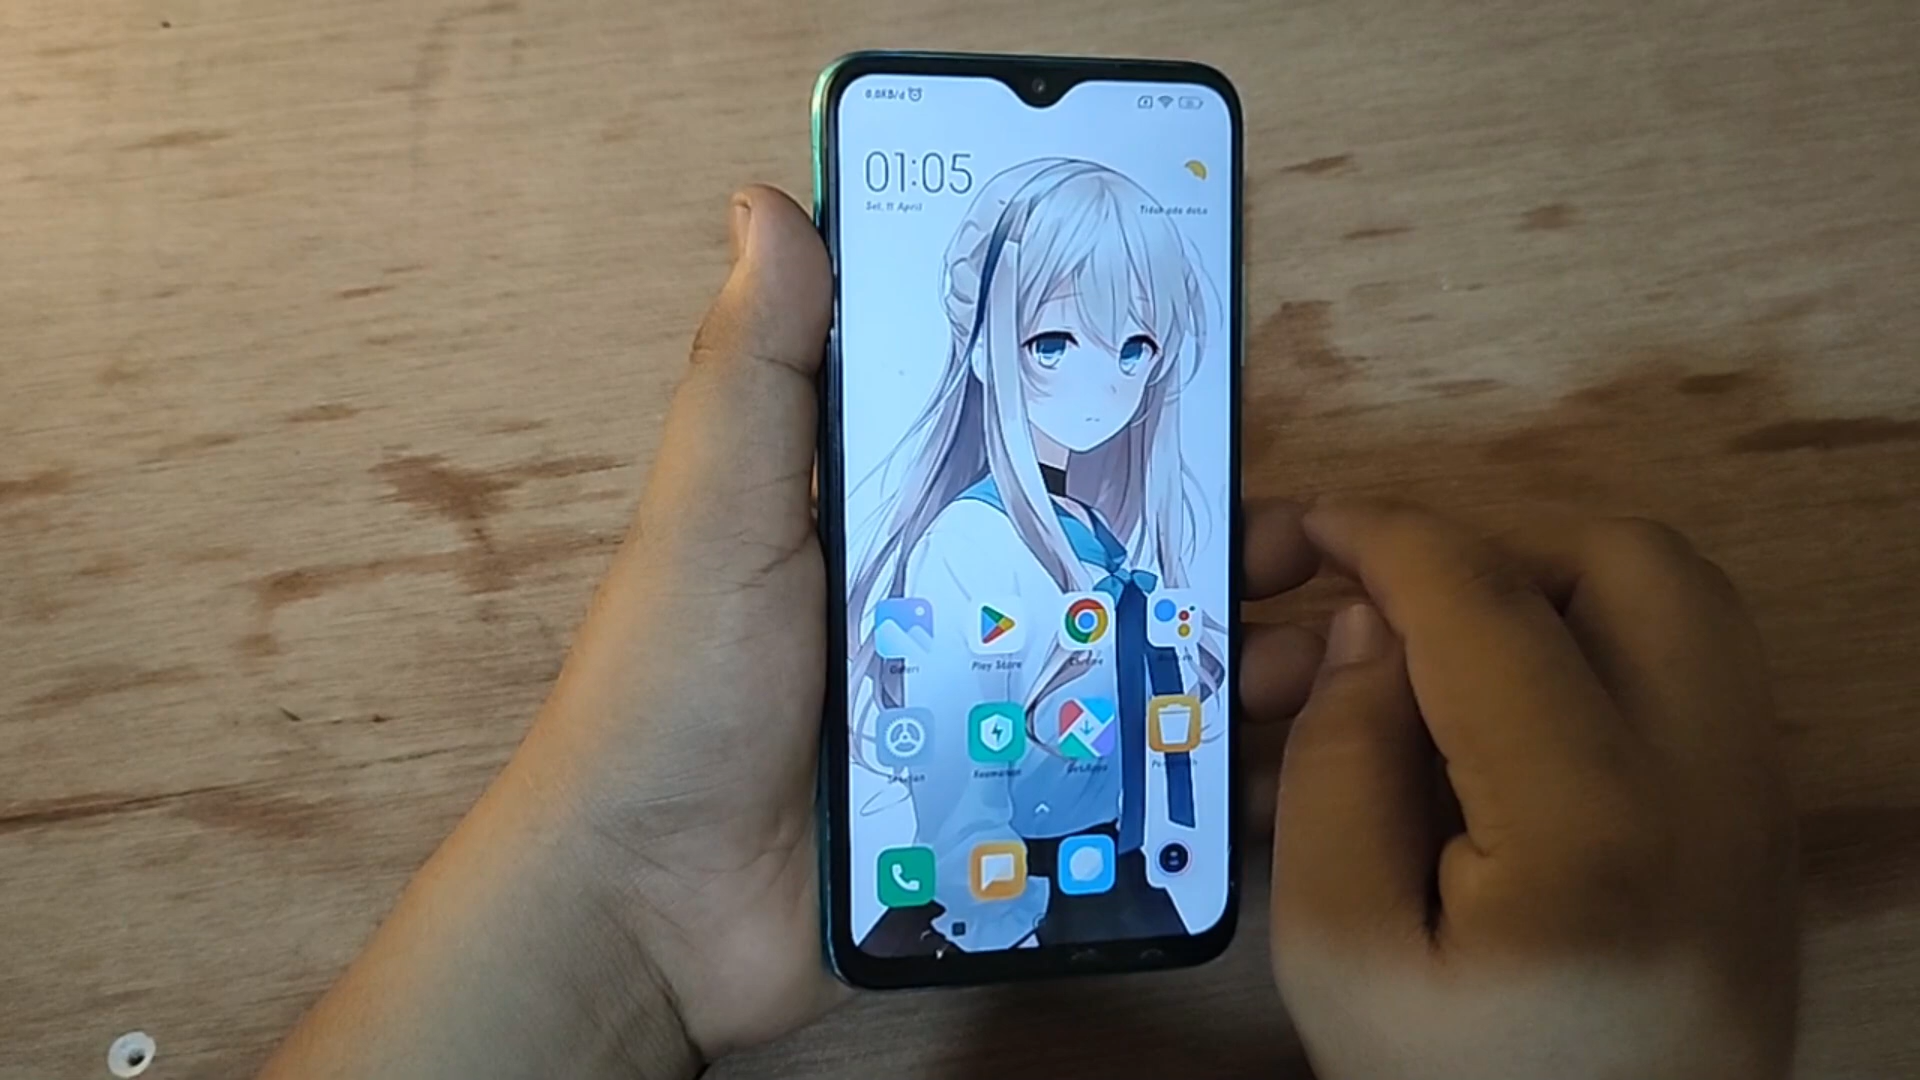 0,0KB/d
01:05
Sel, 11 April
Tidak ada data
Galeri
Play Store
Chrome
Setelan
Keamanan
GetApps